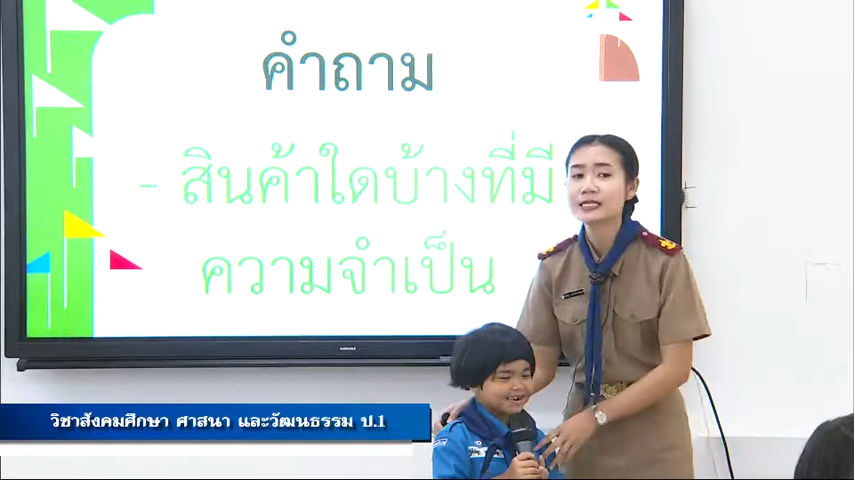 คำถาม
- สินค้าใดบ้างที่มี
ความจำเป็น
วิชาสังคมศึกษา ศาสนา และวัฒนธรรม ป.1